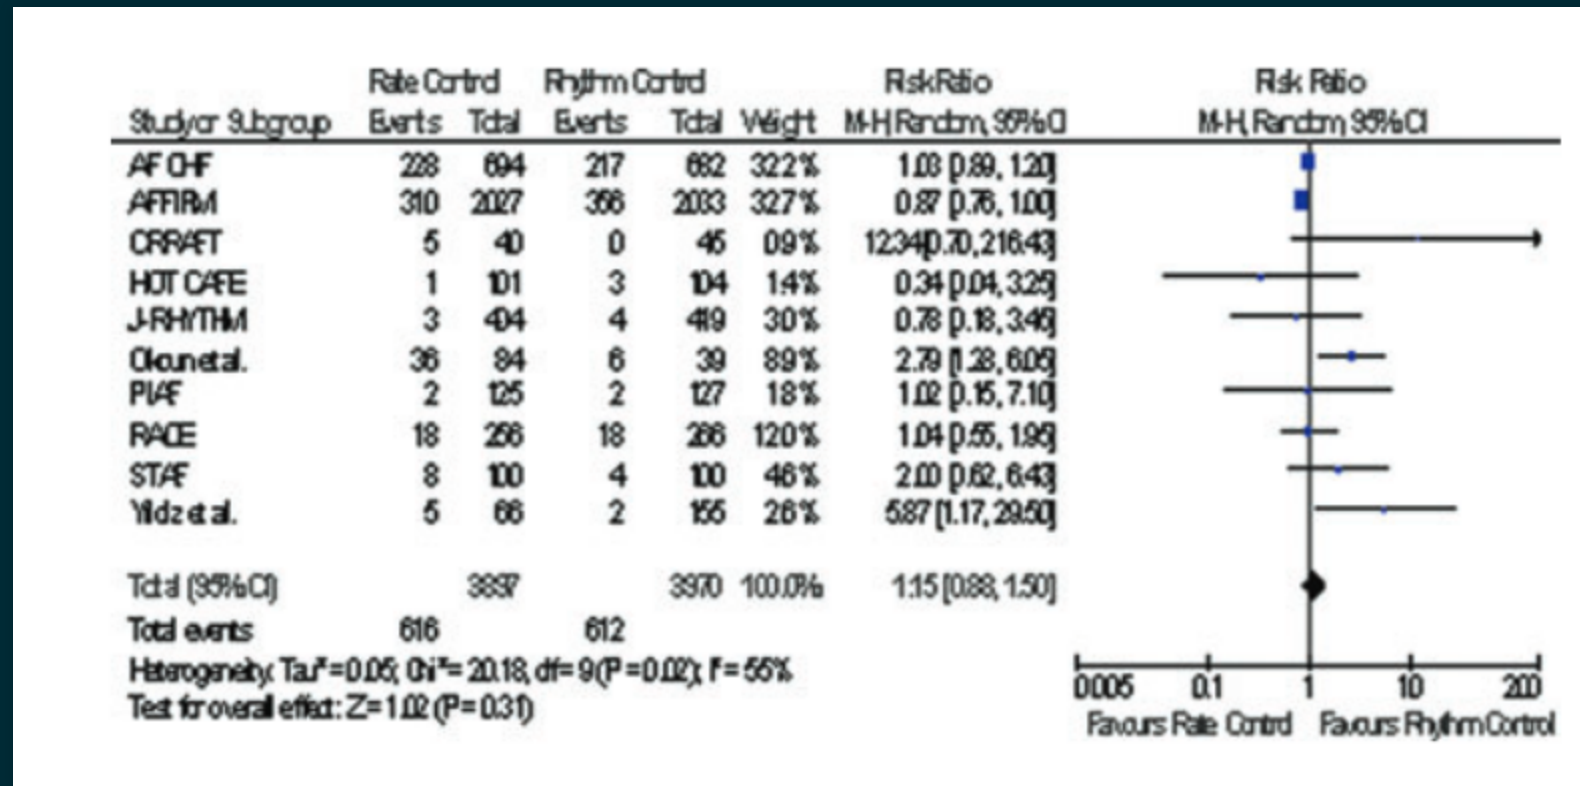 Rate Control Rhythm Control Risk Ratio Risk Ratio
Study or Subgroup Events Total Events Total Weight M-H, Random, 95% CI M-H, Random, 95% CI
AF CHF 228 694 217 682 32.2% 1.03 [0.89, 1.20]
AFFIRM 310 2027 356 2033 32.7% 0.87 [0.76, 1.00]
CRRAFT 5 40 0 45 0.9% 12.34 [0.70, 216.43]
HOT CAFE 1 101 3 104 1.4% 0.34 [0.04, 3.25]
J-RHYTHM 3 404 4 419 3.0% 0.78 [0.18, 3.46]
Okcun et al. 36 84 6 39 8.9% 2.79 [1.28, 6.05]
PIAF 2 125 2 127 1.8% 1.02 [0.15, 7.10]
RACE 18 256 18 266 12.0% 1.04 [0.55, 1.95]
STAF 8 100 4 100 4.6% 2.00 [0.62, 6.43]
Yildiz et al. 5 66 2 155 2.6% 5.87 [1.17, 29.50]
Total (95% CI) 3897 3970 100.0% 1.15 [0.88, 1.50]
Total events 616 612
Heterogeneity: Tau² = 0.05; Chi² = 20.18, df = 9 (P = 0.02); I² = 55%
Test for overall effect: Z = 1.02 (P = 0.31)
0.005 0.1 1 10 200
Favours Rate Control Favours Rhythm Control